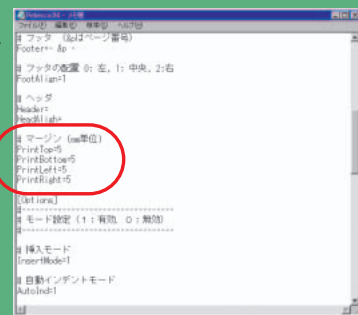 ファイル(F) 編集(E) 検索(S) ヘルプ(H)
# フッタ (&pはページ番号)
Footer=- &p -
# フッタの配置 0: 左, 1: 中央, 2:右
FootAlign=1
# ヘッダ
Header=
HeadAlign=
# マージン (mm単位)
PrintTop=5
PrintBottom=5
PrintLeft=5
PrintRight=5
[Options]
#-----------------------------
# モード設定 (1 : 有効, 0 : 無効)
#-----------------------------
# 挿入モード
InsertMode=1
# 自動インデントモード
AutoInd=1